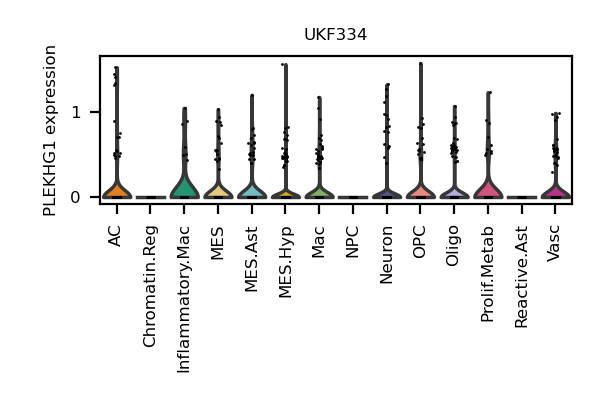 UKF334
PLEKHG1 expression
1
0
AC
Chromatin.Reg
Inflammatory.Mac
MES
MES.Ast
MES.Hyp
Mac
NPC
Neuron
OPC
Oligo
Prolif.Metab
Reactive.Ast
Vasc